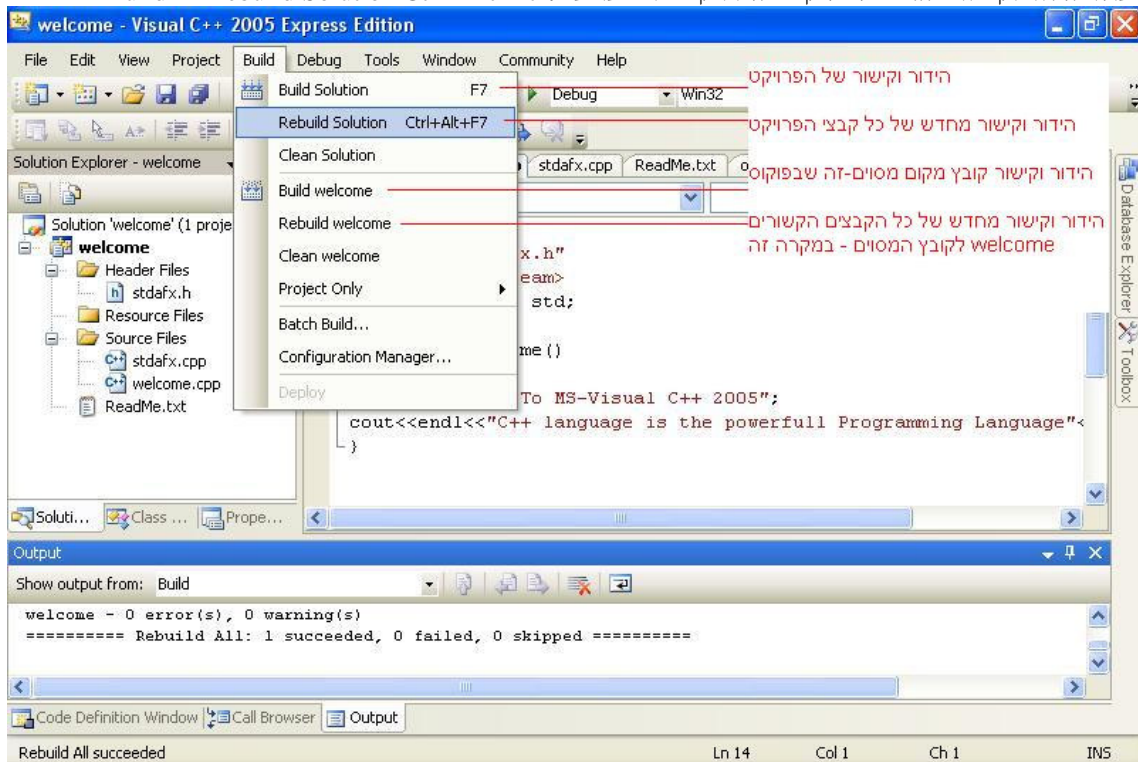 welcome - Visual C++ 2005 Express Edition
File Edit View Project Build Debug Tools Window Community Help
Debug Win32
Build Solution F7
Rebuild Solution Ctrl+Alt+F7
Clean Solution
Build welcome
Rebuild welcome
Clean welcome
Project Only
Batch Build...
Configuration Manager...
Deploy
הידור וקישור של הפרויקט
הידור וקישור מחדש של כל קבצי הפרויקט
הידור וקישור קובץ מקום מסוים-זה שבפוקוס
הידור וקישור מחדש של כל הקבצים הקשורים
לקובץ המסוים - במקרה זה welcome
Solution Explorer - welcome
Solution 'welcome' (1 proje
welcome
Header Files
stdafx.h
Resource Files
Source Files
stdafx.cpp
welcome.cpp
ReadMe.txt
stdafx.cpp ReadMe.txt
x.h"
eam>
std;
me()
To MS-Visual C++ 2005";
cout<<endl<<"C++ language is the powerfull Programming Language"<
}
Database Explorer
Toolbox
Soluti... Class ... Prope...
Output
Show output from: Build
welcome - 0 error(s), 0 warning(s)
========== Rebuild All: 1 succeeded, 0 failed, 0 skipped ==========
Code Definition Window Call Browser Output
Rebuild All succeeded Ln 14 Col 1 Ch 1 INS